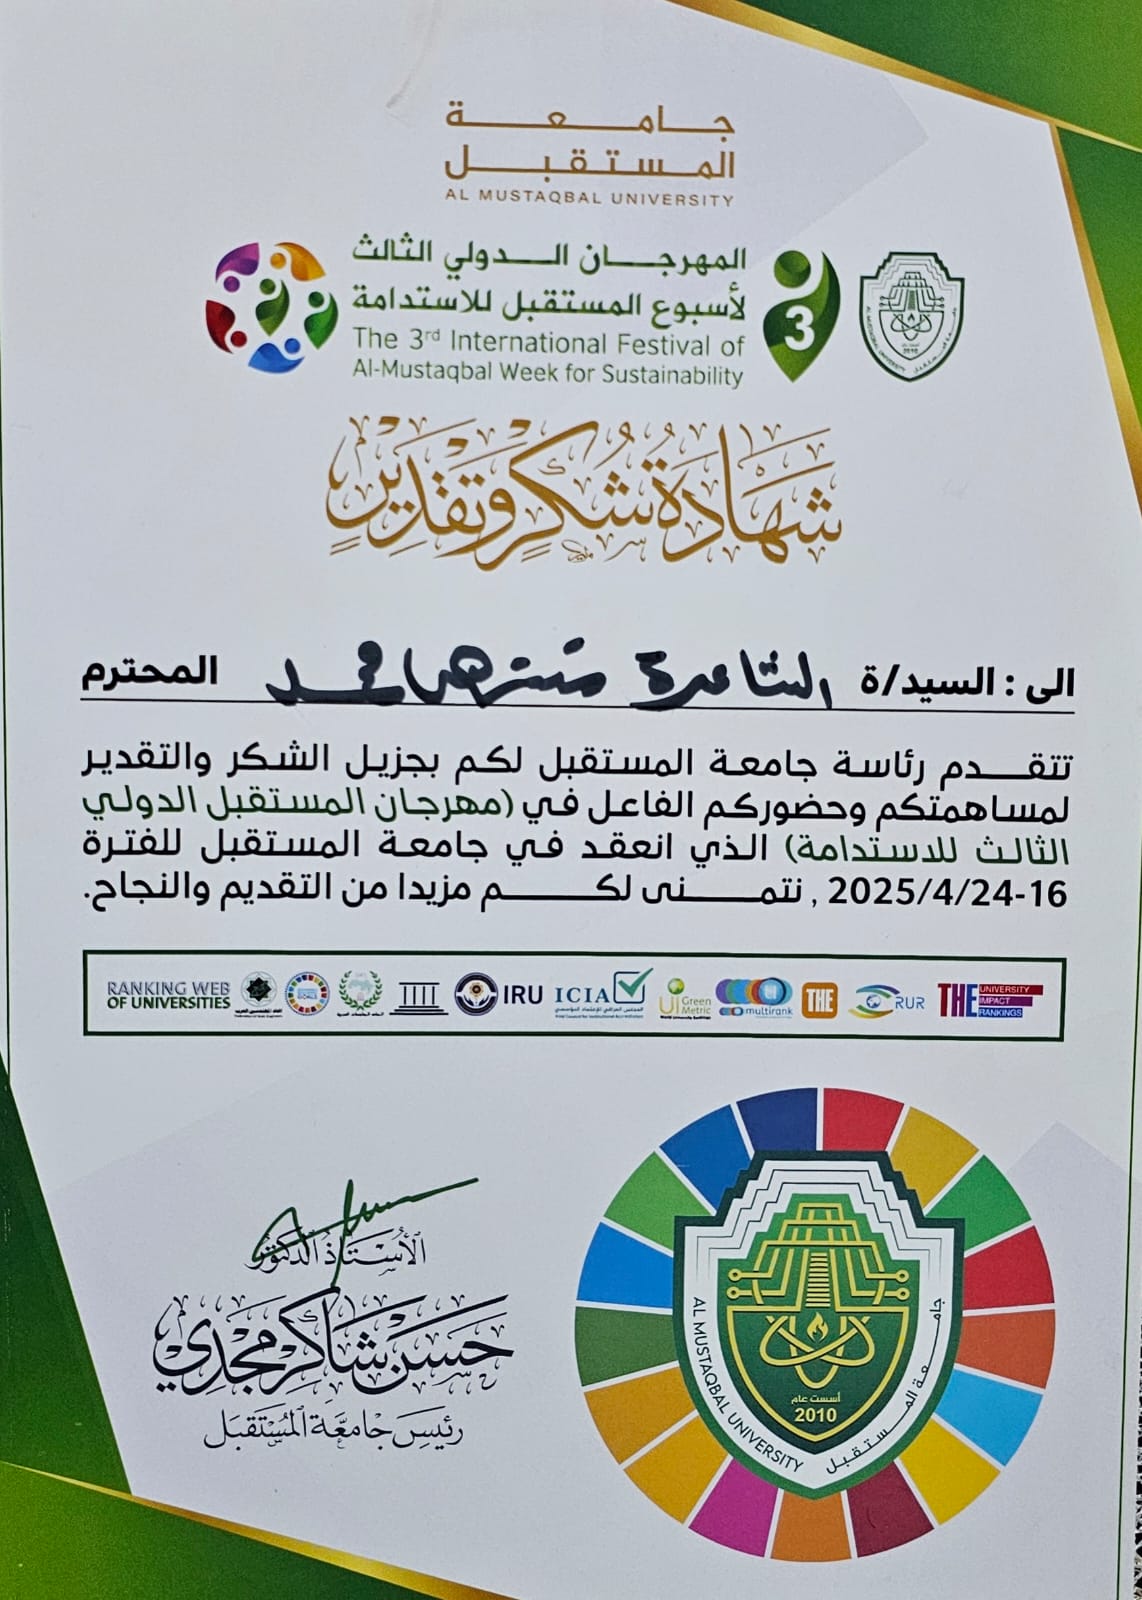 جامعة
المستقبل
AL MUSTAQBAL UNIVERSITY
المهرجان الدولي الثالث
لأسبوع المستقبل للاستدامة
The 3rd International Festival of
Al-Mustaqbal Week for Sustainability
3
2010
شَهَادَةُ شُكْرٍ وَتَقْدِيرٍ
الى : السيد/ة الشاعرة محمد المحترم
تتقدم رئاسة جامعة المستقبل لكم بجزيل الشكر والتقدير
لمساهمتكم وحضوركم الفاعل في (مهرجان المستقبل الدولي
الثالث للاستدامة) الذي انعقد في جامعة المستقبل للفترة
16-2025/4/24 , نتمنى لكم مزيدا من التقديم والنجاح.
RANKING WEB
OF UNIVERSITIES
IRU
ICIA
UI Green
Metric
multirank
THE
RUR
THE UNIVERSITY
IMPACT
RANKINGS
الأستاذ الدكتور
حسن شاكر مجدي
رئيس جامعة المستقبل
AL MUSTAQBAL UNIVERSITY
جامعة المستقبل
أسست عام
2010